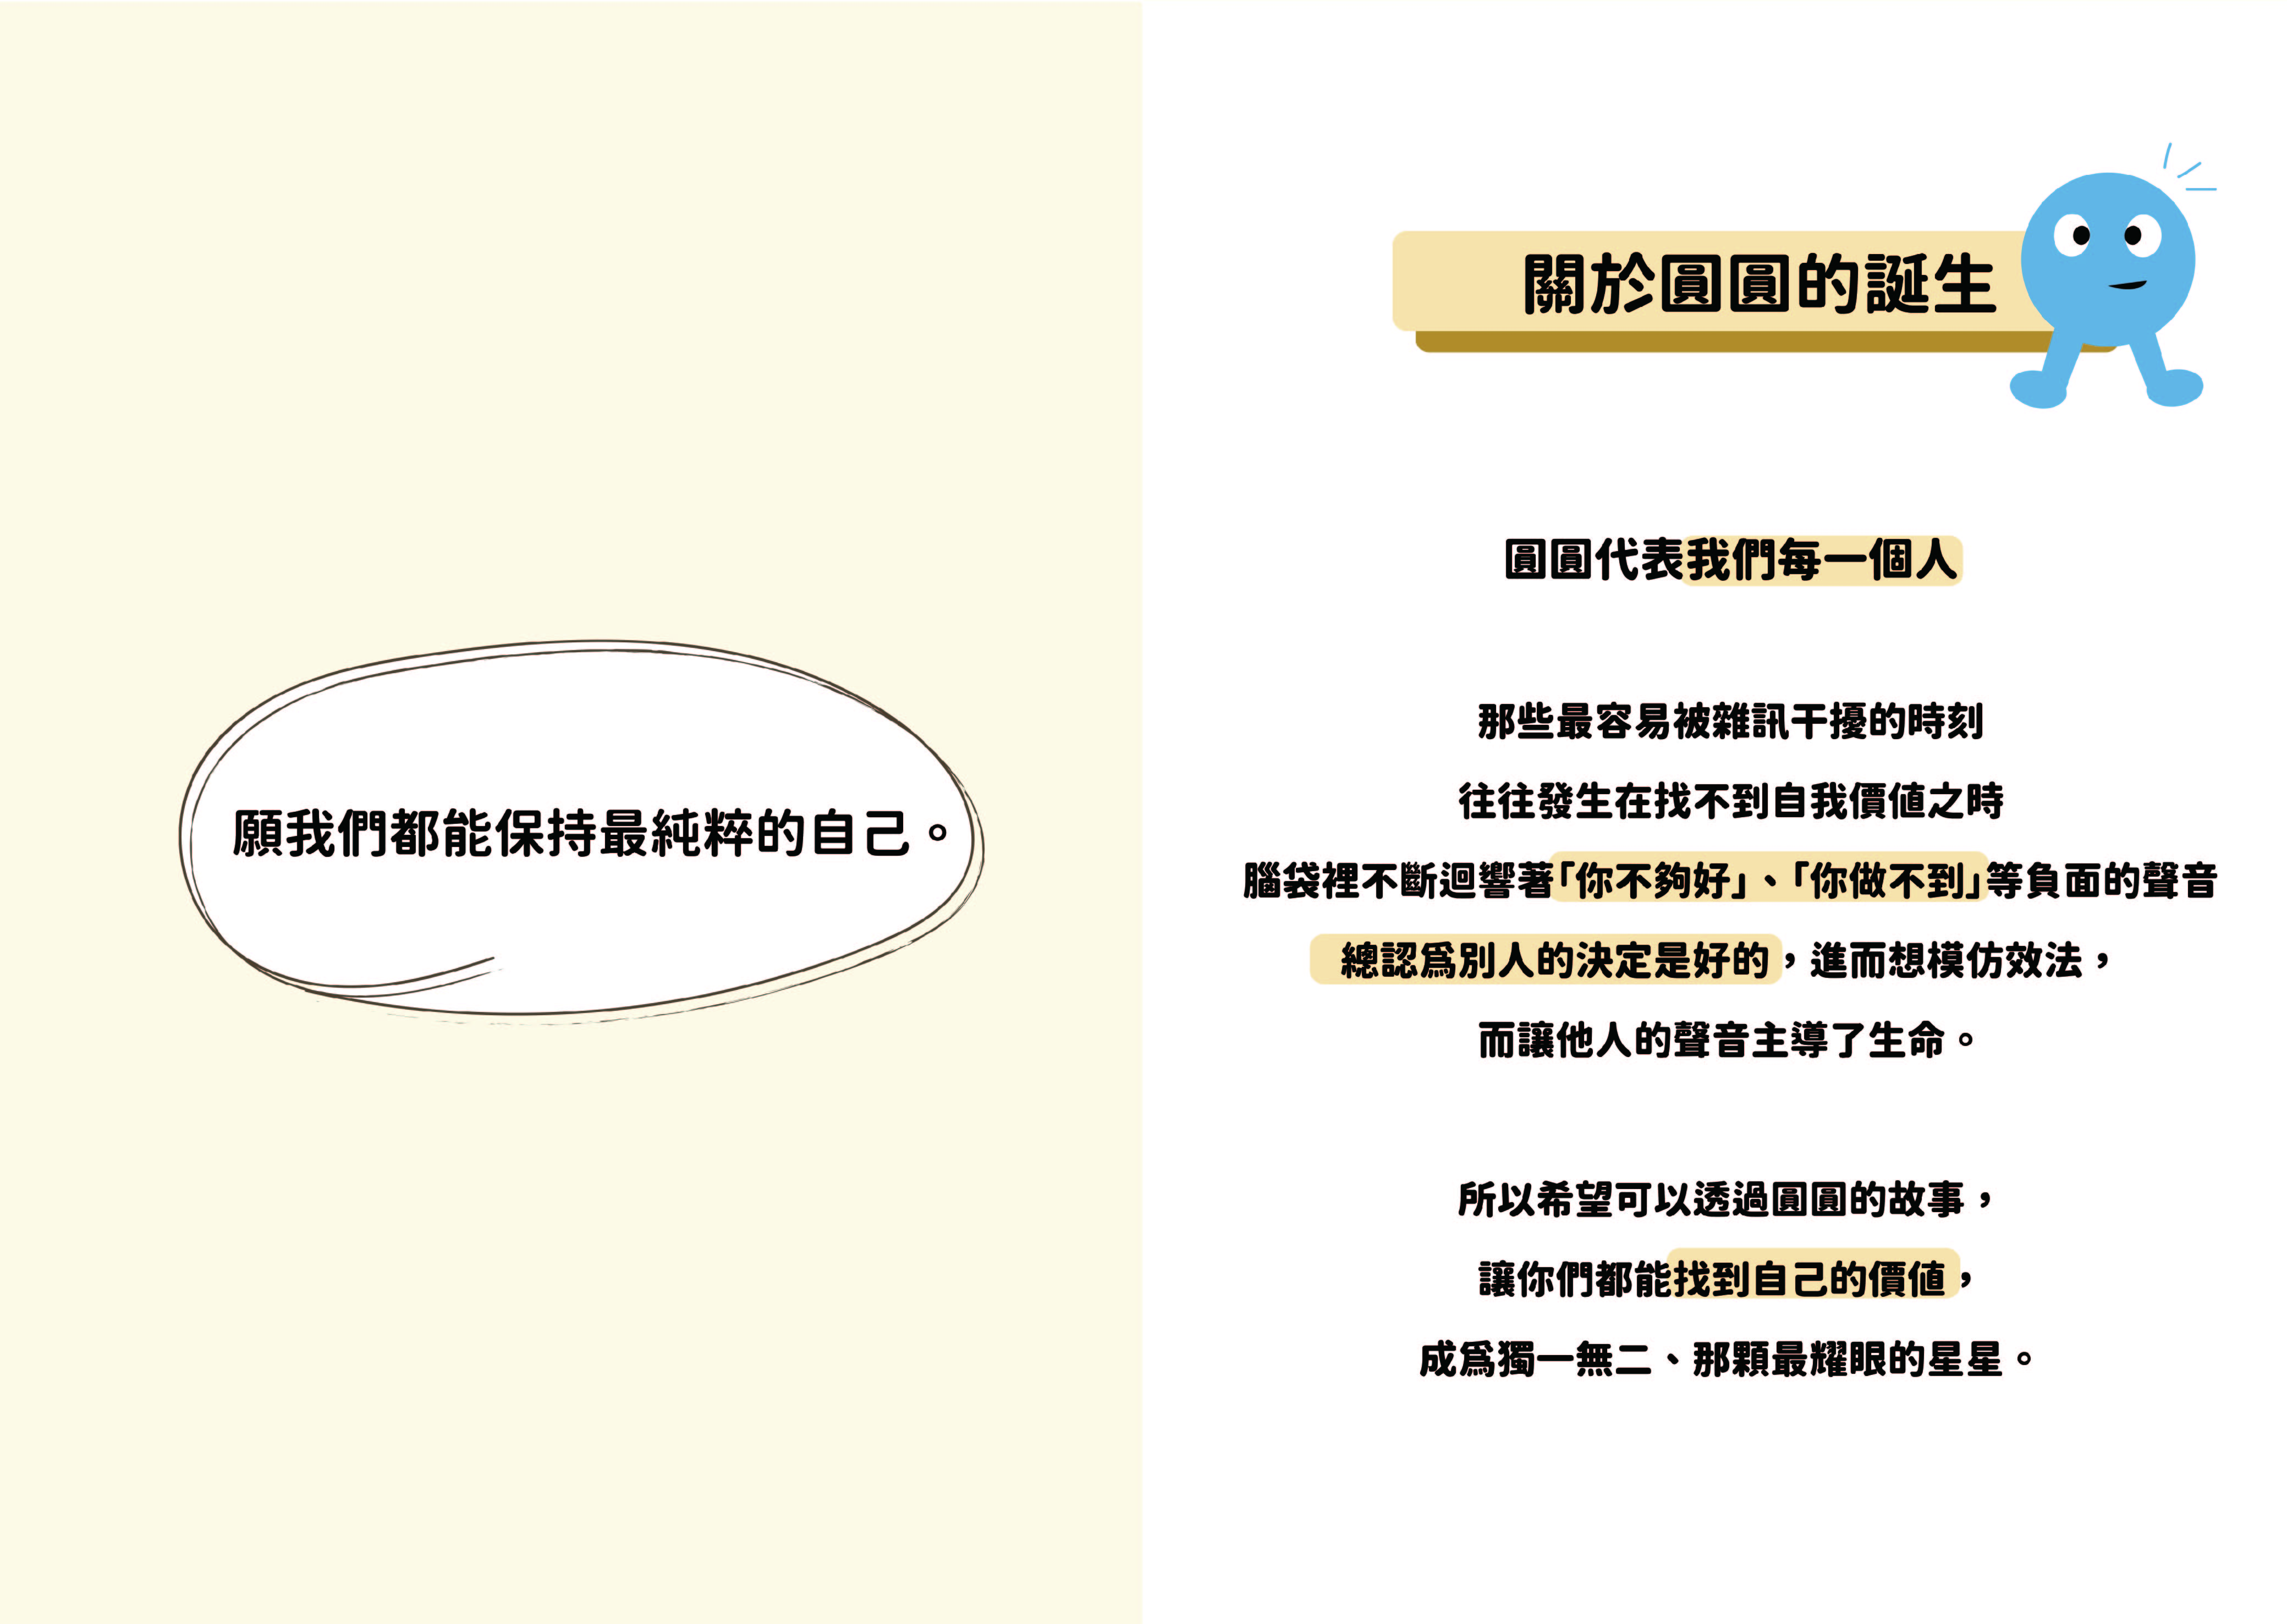 願我們都能保持最純粹的自己。
關於圓圓的誕生
圓圓代表我們每一個人
那些最容易被雜訊干擾的時刻
往往發生在找不到自我價值之時
腦袋裡不斷迴響著「你不夠好」、「你做不到」等負面的聲音
總認爲別人的決定是好的，進而想模仿效法，
而讓他人的聲音主導了生命。
所以希望可以透過圓圓的故事，
讓你們都能找到自己的價值，
成爲獨一無二、那顆最耀眼的星星。